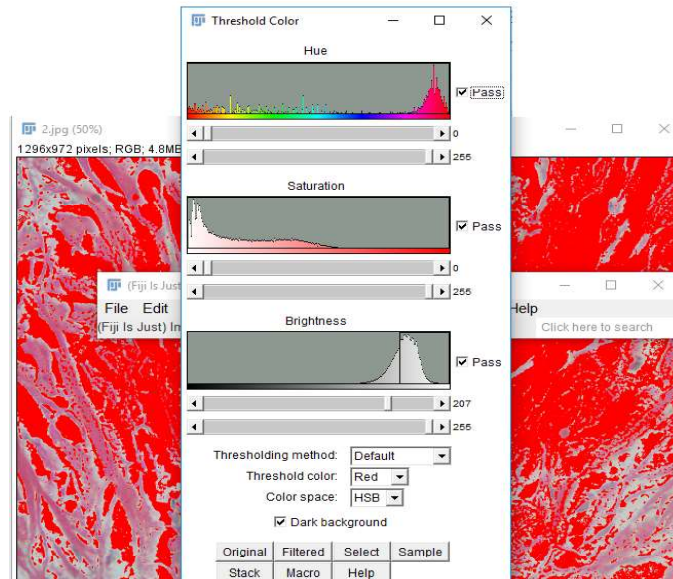 Threshold Color
Hue
Pass
0
255
2.jpg (50%)
1296x972 pixels; RGB; 4.8MB
Saturation
Pass
0
255
(Fiji Is Just)
File Edit
Help
(Fiji Is Just) Im
Click here to search
Brightness
Pass
207
255
Thresholding method: Default
Threshold color: Red
Color space: HSB
Dark background
Original Filtered Select Sample
Stack Macro Help